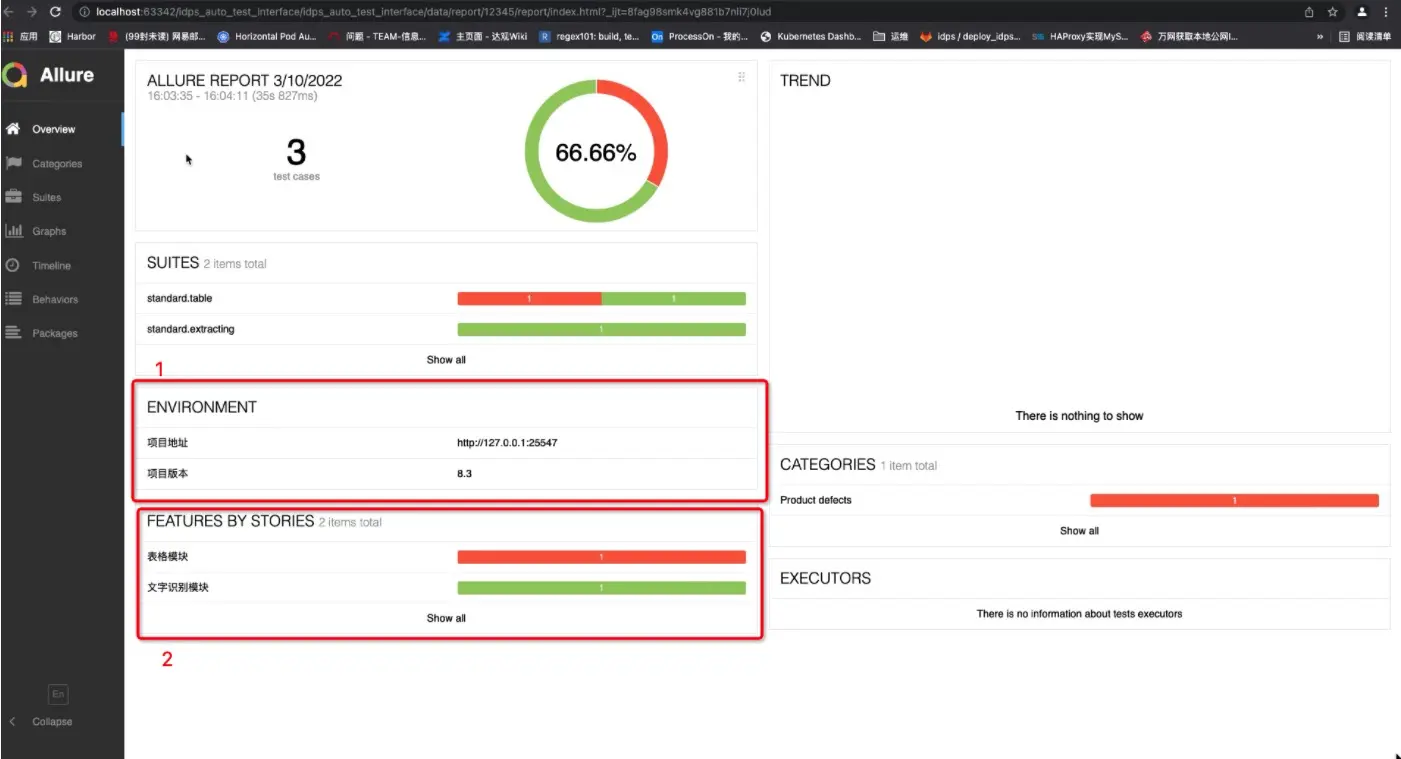 localhost:63342/idps_auto_test_interface/idps_auto_test_interface/data/report/12345/report/index.html?_ijt=8fag98smk4vg881b7nli7j0lud
应用 Harbor (99封未读) 网易邮... Horizontal Pod Au... 问题 - TEAM-信息... 主页面 - 达观Wiki regex101: build, te... ProcessOn - 我的... Kubernetes Dashb... 运维 idps / deploy_idps... HAProxy实现MyS... 万网获取本地公网I... » 阅读清单
Allure
Overview
Categories
Suites
Graphs
Timeline
Behaviors
Packages
En
Collapse
ALLURE REPORT 3/10/2022
16:03:35 - 16:04:11 (35s 827ms)
3
test cases
66.66%
SUITES 2 items total
standard.table 1 1
standard.extracting 1
Show all
1
ENVIRONMENT
项目地址 http://127.0.0.1:25547
项目版本 8.3
FEATURES BY STORIES 2 items total
表格模块 1
文字识别模块 1
Show all
2
TREND
There is nothing to show
CATEGORIES 1 item total
Product defects 1
Show all
EXECUTORS
There is no information about tests executors